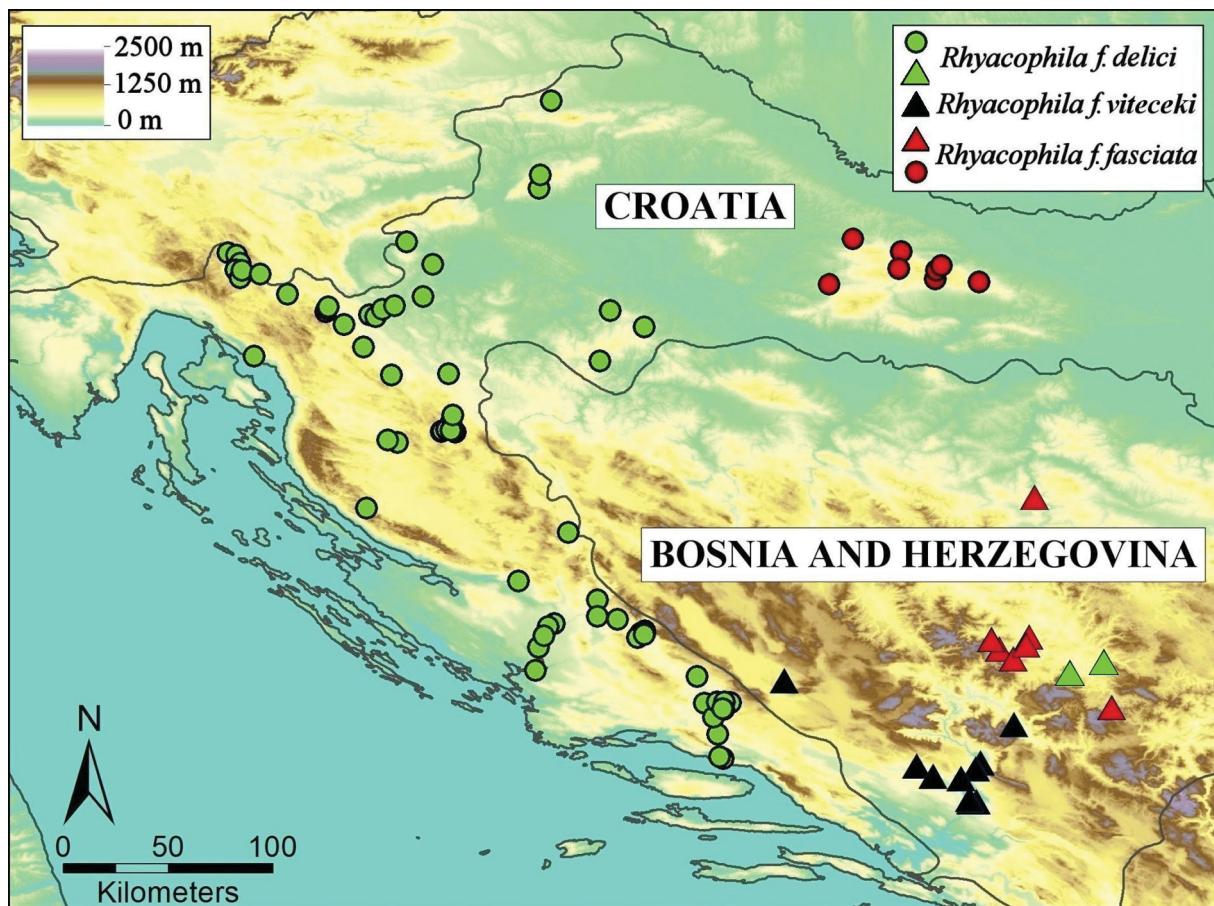 2500 m
1250 m
0 m
Rhyacophila f. delici
Rhyacophila f. viteceki
Rhyacophila f. fasciata
CROATIA
BOSNIA AND HERZEGOVINA
N
0 50 100
Kilometers